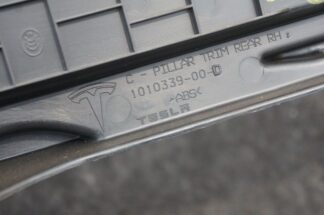 C - PILLAR TRIM REAR RH
1010339-00-D
>ABS<
TESLA